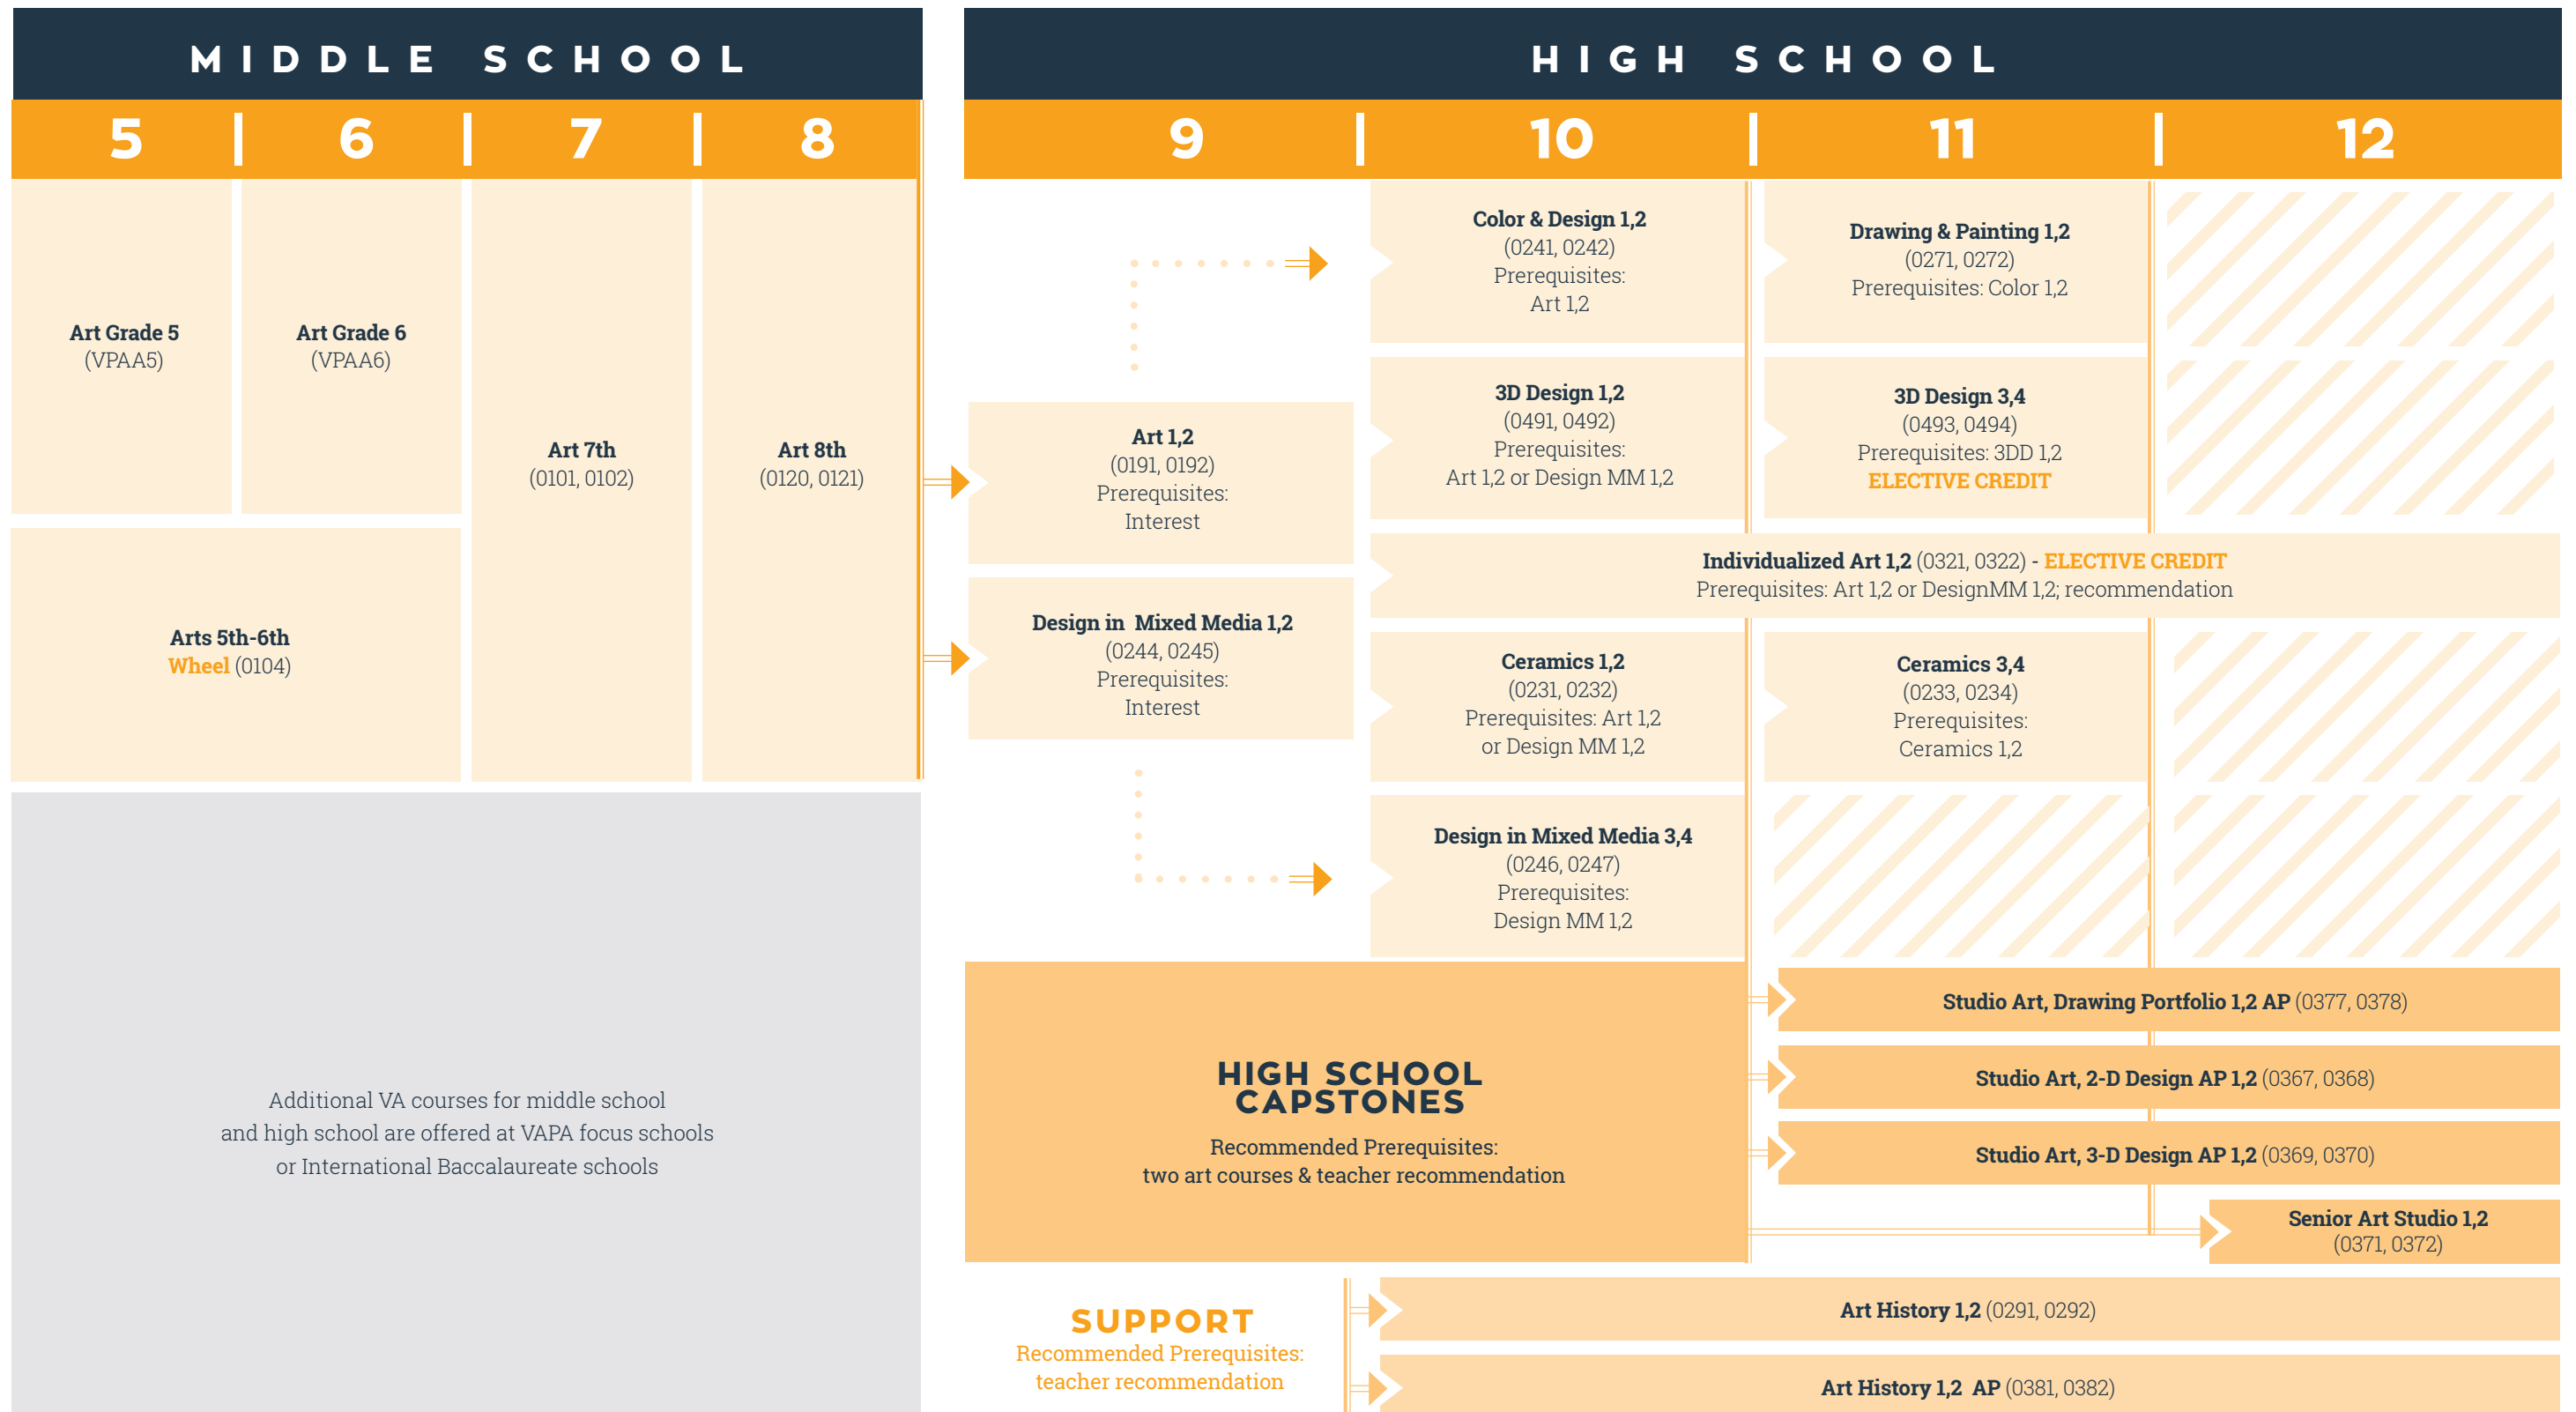 MIDDLE SCHOOL
5 6 7 8
Art Grade 5
(VPAA5)
Art Grade 6
(VPAA6)
Arts 5th-6th
Wheel (0104)
Art 7th
(0101, 0102)
Art 8th
(0120, 0121)
Additional VA courses for middle school
and high school are offered at VAPA focus schools
or International Baccalaureate schools
HIGH SCHOOL
9 10 11 12
Art 1,2
(0191, 0192)
Prerequisites:
Interest
Design in Mixed Media 1,2
(0244, 0245)
Prerequisites:
Interest
Color & Design 1,2
(0241, 0242)
Prerequisites:
Art 1,2
Drawing & Painting 1,2
(0271, 0272)
Prerequisites: Color 1,2
3D Design 1,2
(0491, 0492)
Prerequisites:
Art 1,2 or Design MM 1,2
3D Design 3,4
(0493, 0494)
Prerequisites: 3DD 1,2
ELECTIVE CREDIT
Individualized Art 1,2 (0321, 0322) - ELECTIVE CREDIT
Prerequisites: Art 1,2 or DesignMM 1,2; recommendation
Ceramics 1,2
(0231, 0232)
Prerequisites: Art 1,2
or Design MM 1,2
Ceramics 3,4
(0233, 0234)
Prerequisites:
Ceramics 1,2
Design in Mixed Media 3,4
(0246, 0247)
Prerequisites:
Design MM 1,2
HIGH SCHOOL
CAPSTONES
Recommended Prerequisites:
two art courses & teacher recommendation
Studio Art, Drawing Portfolio 1,2 AP (0377, 0378)
Studio Art, 2-D Design AP 1,2 (0367, 0368)
Studio Art, 3-D Design AP 1,2 (0369, 0370)
Senior Art Studio 1,2
(0371, 0372)
SUPPORT
Recommended Prerequisites:
teacher recommendation
Art History 1,2 (0291, 0292)
Art History 1,2 AP (0381, 0382)